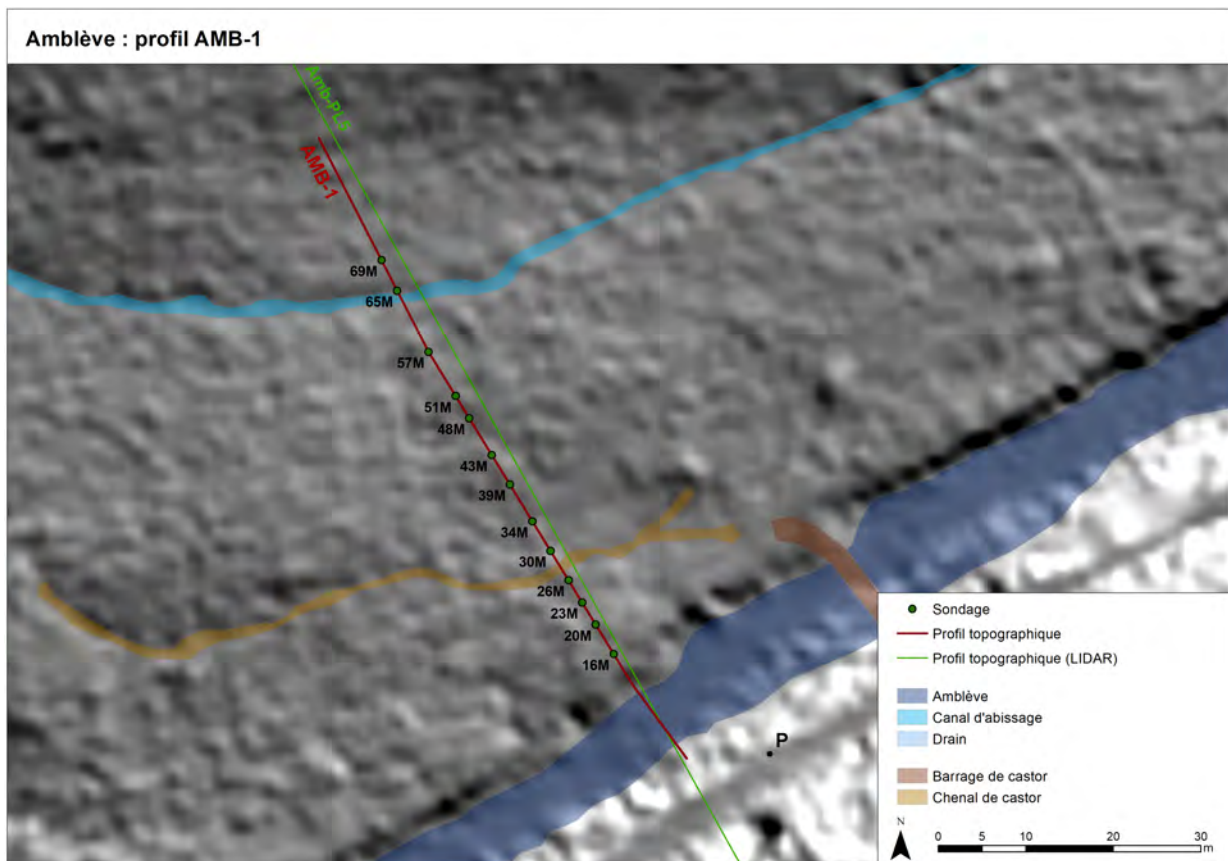 Amblève : profil AMB-1
Amb-PL5
AMB-1
69M
65M
57M
51M
48M
43M
39M
34M
30M
26M
23M
20M
16M
P
Sondage
Profil topographique
Profil topographique (LIDAR)
Amblève
Canal d'abissage
Drain
Barrage de castor
Chenal de castor
N
0 5 10 20 30
m